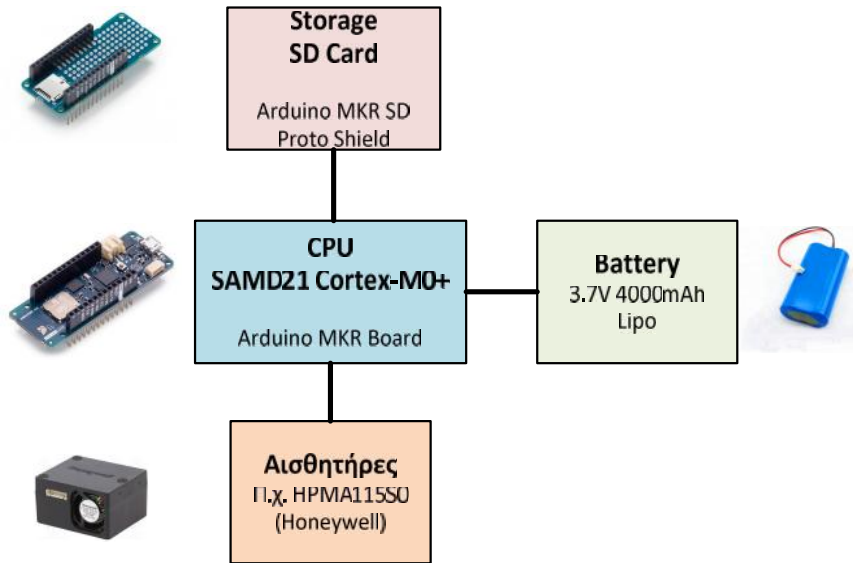 Storage
SD Card
Arduino MKR SD
Proto Shield
CPU
SAMD21 Cortex-M0+
Arduino MKR Board
Battery
3.7V 4000mAh
Lipo
Αισθητήρες
Π.χ. HPMA115S0
(Honeywell)